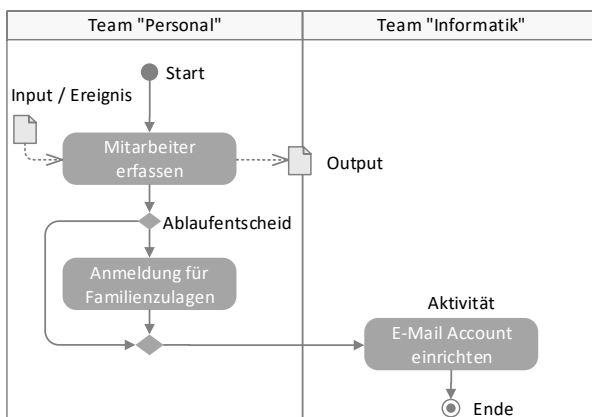 Team "Personal"
Team "Informatik"
Start
Input / Ereignis
Mitarbeiter
erfassen
Output
Ablaufentscheid
Anmeldung für
Familienzulagen
Aktivität
E-Mail Account
einrichten
Ende